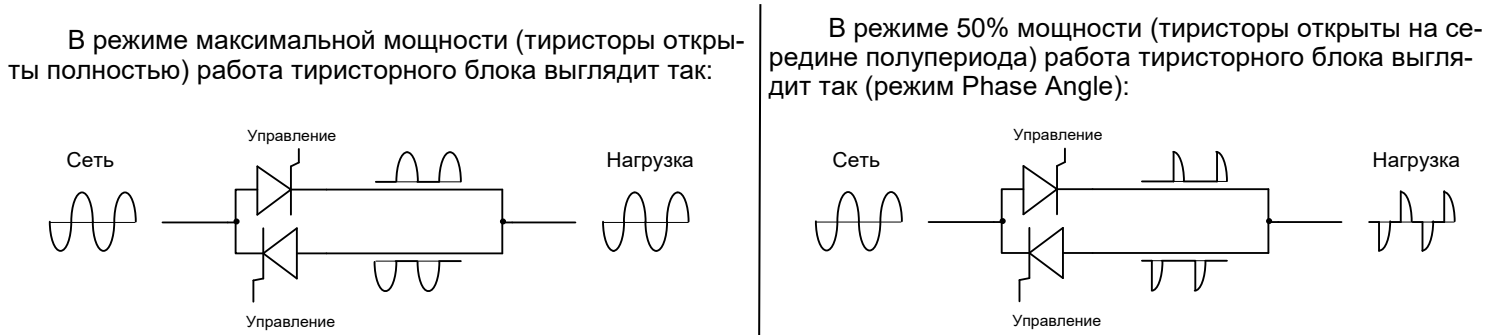 В режиме максимальной мощности (тиристоры откры-
ты полностью) работа тиристорного блока выглядит так:
Управление
Сеть
Нагрузка
Управление
В режиме 50% мощности (тиристоры открыты на се-
редине полупериода) работа тиристорного блока выгля-
дит так (режим Phase Angle):
Управление
Сеть
Нагрузка
Управление